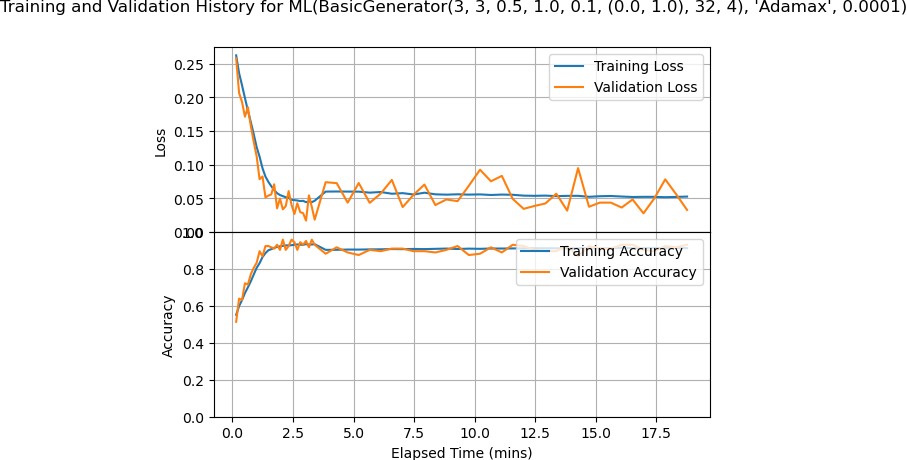 Training and Validation History for ML(BasicGenerator(3, 3, 0.5, 1.0, 0.1, (0.0, 1.0), 32, 4), 'Adamax', 0.0001)
0.25
0.20
0.15
0.10
0.05
0.00
Loss
Training Loss
Validation Loss
1.0
0.8
0.6
0.4
0.2
0.0
Accuracy
Training Accuracy
Validation Accuracy
0.0 2.5 5.0 7.5 10.0 12.5 15.0 17.5
Elapsed Time (mins)